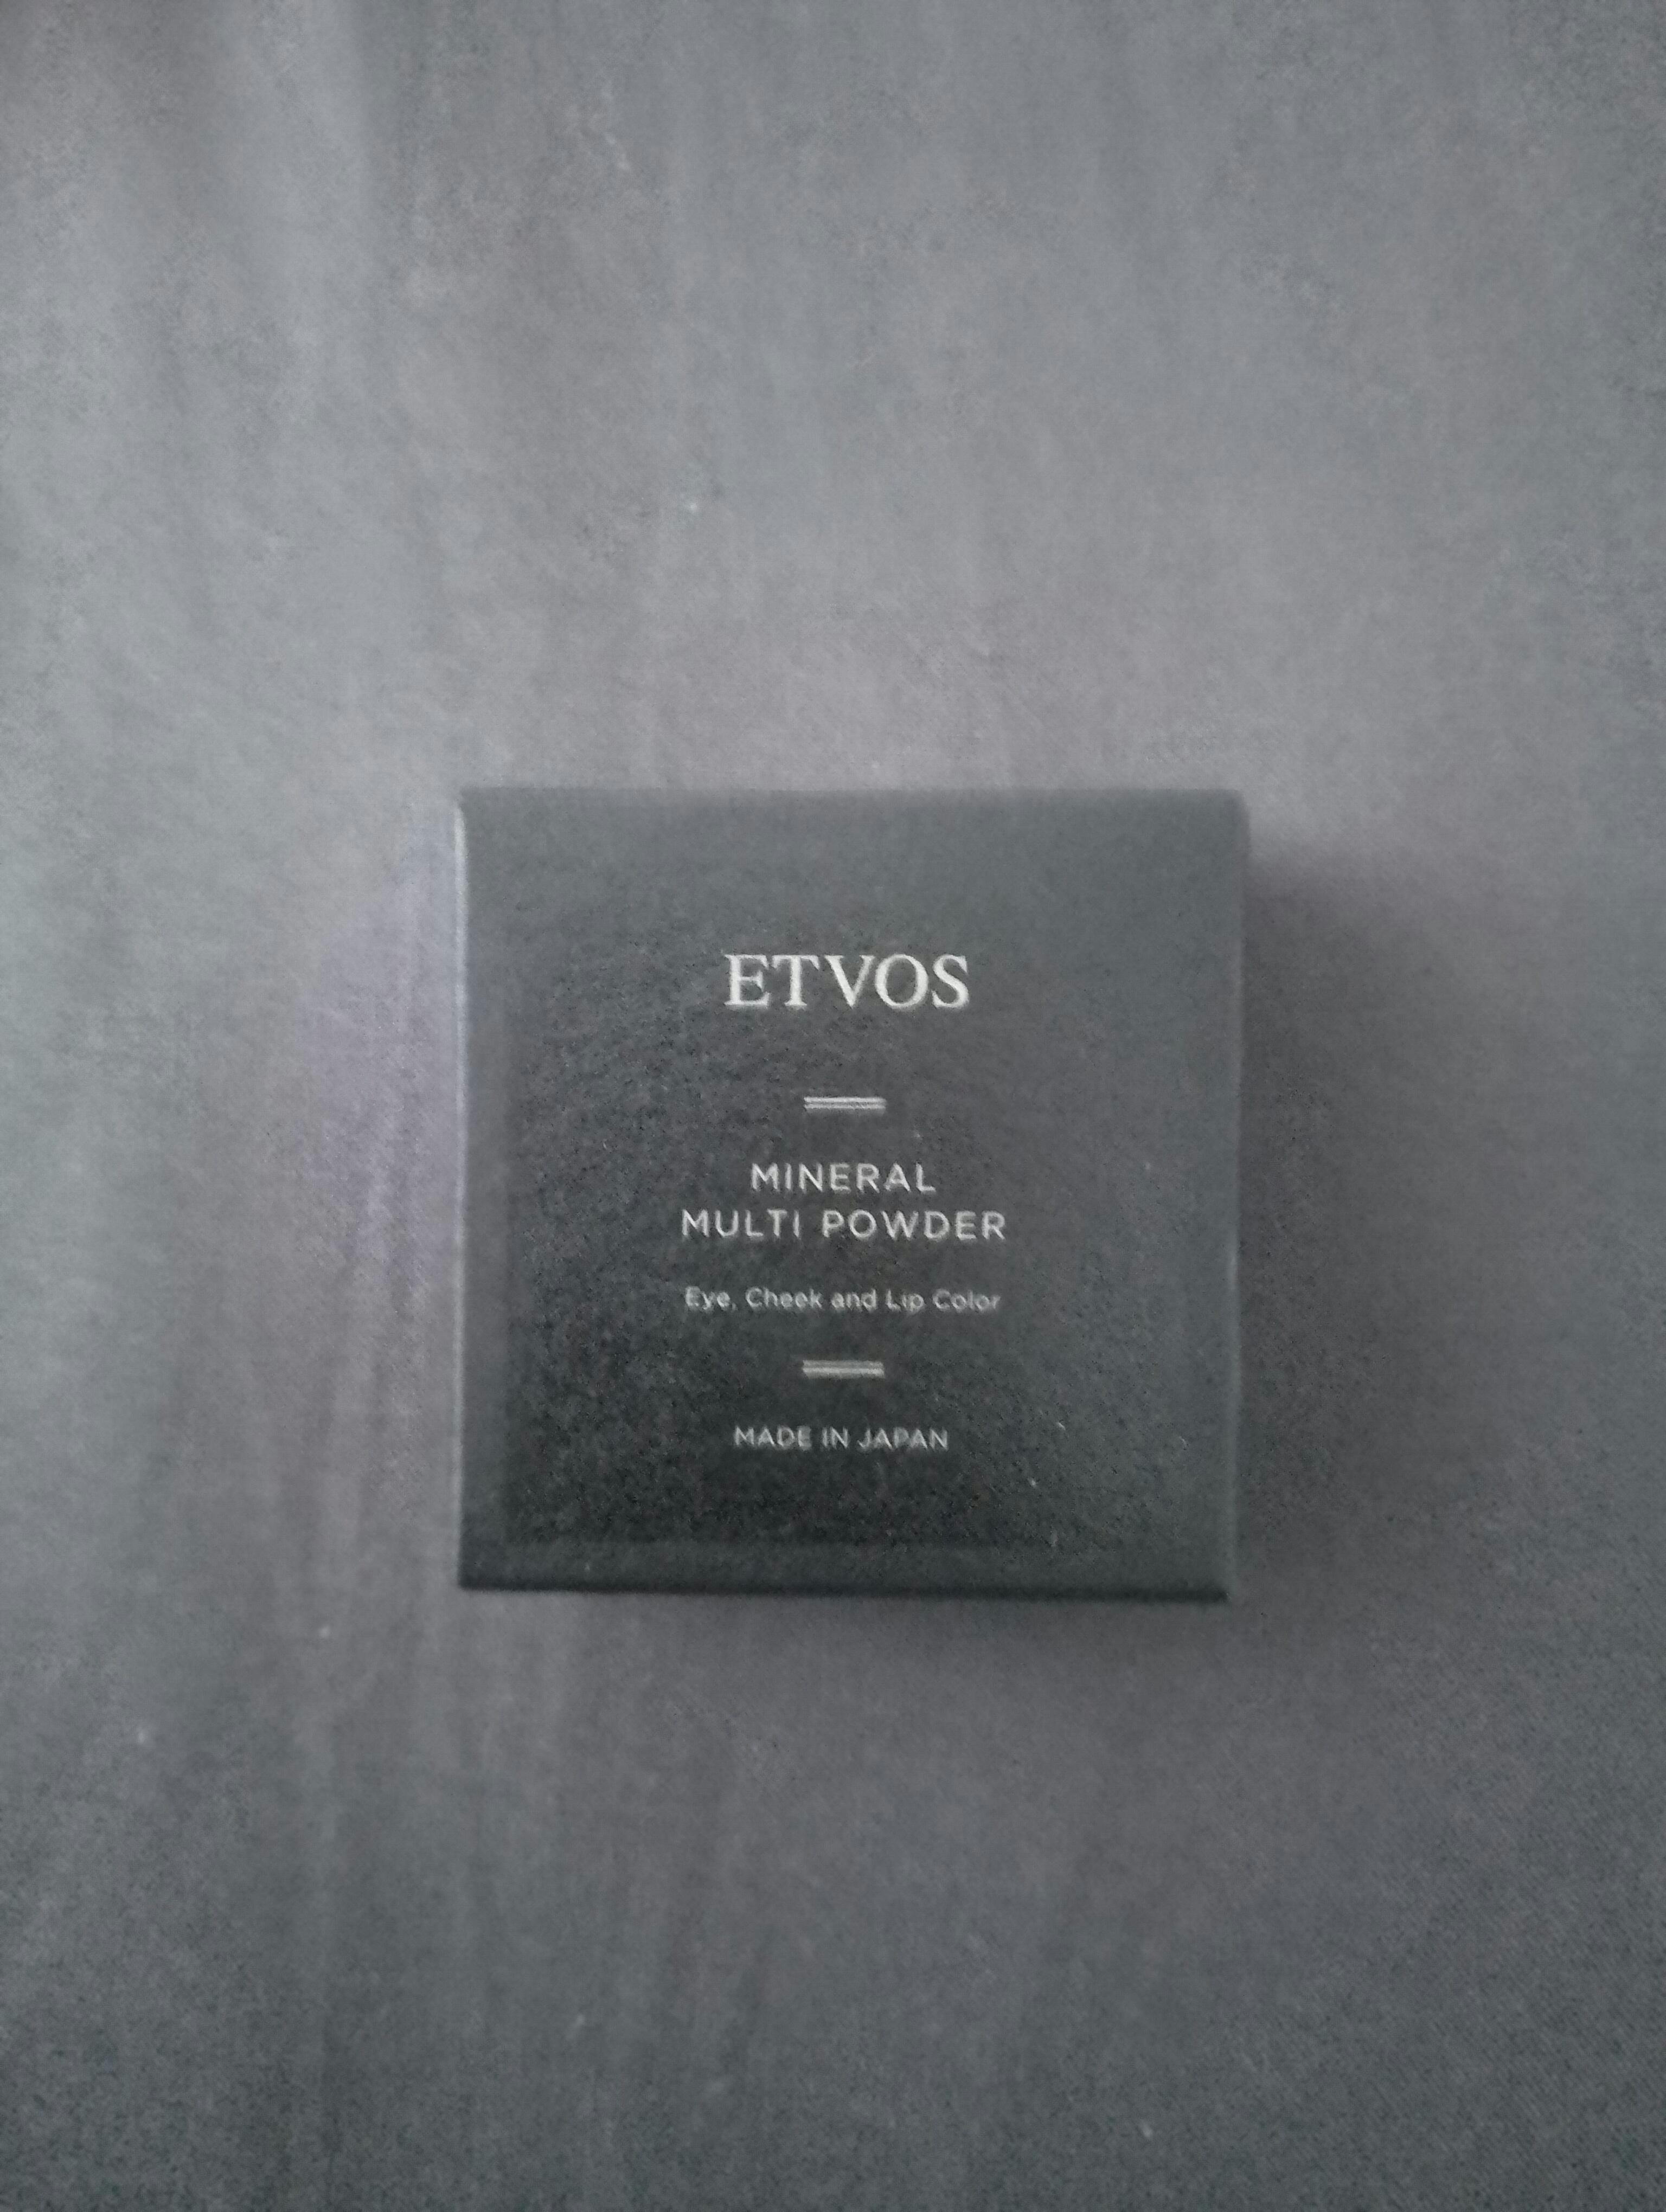 ETVOS
MINERAL
MULTI POWDER
Eye, Cheek and Lip Color
MADE IN JAPAN